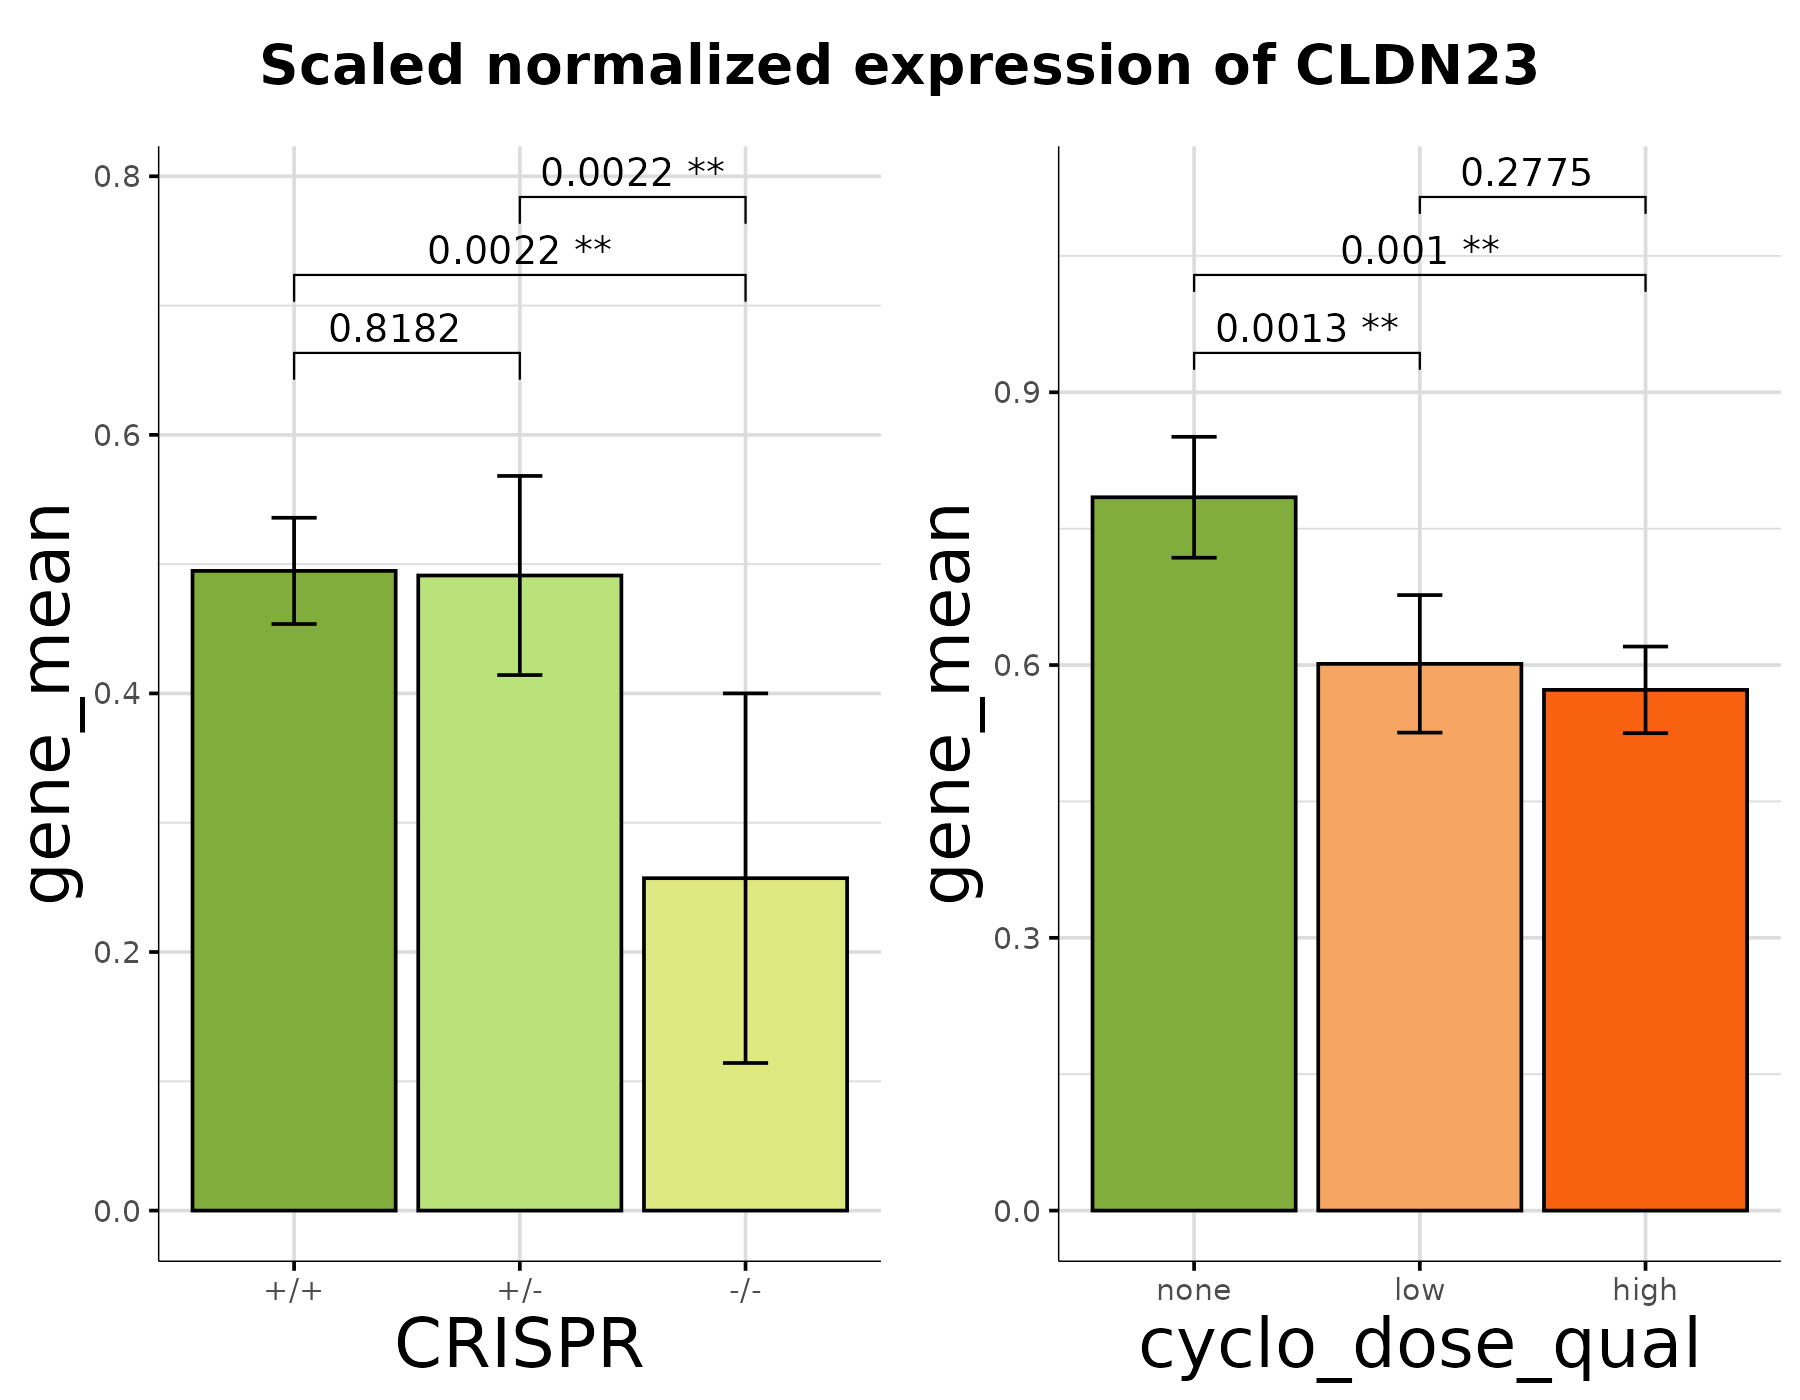 Scaled normalized expression of CLDN23
gene_mean
0.8
0.6
0.4
0.2
0.0
0.0022 **
0.0022 **
0.8182
+/+
+/-
-/-
CRISPR
gene_mean
0.9
0.6
0.3
0.0
0.2775
0.001 **
0.0013 **
none
low
high
cyclo_dose_qual